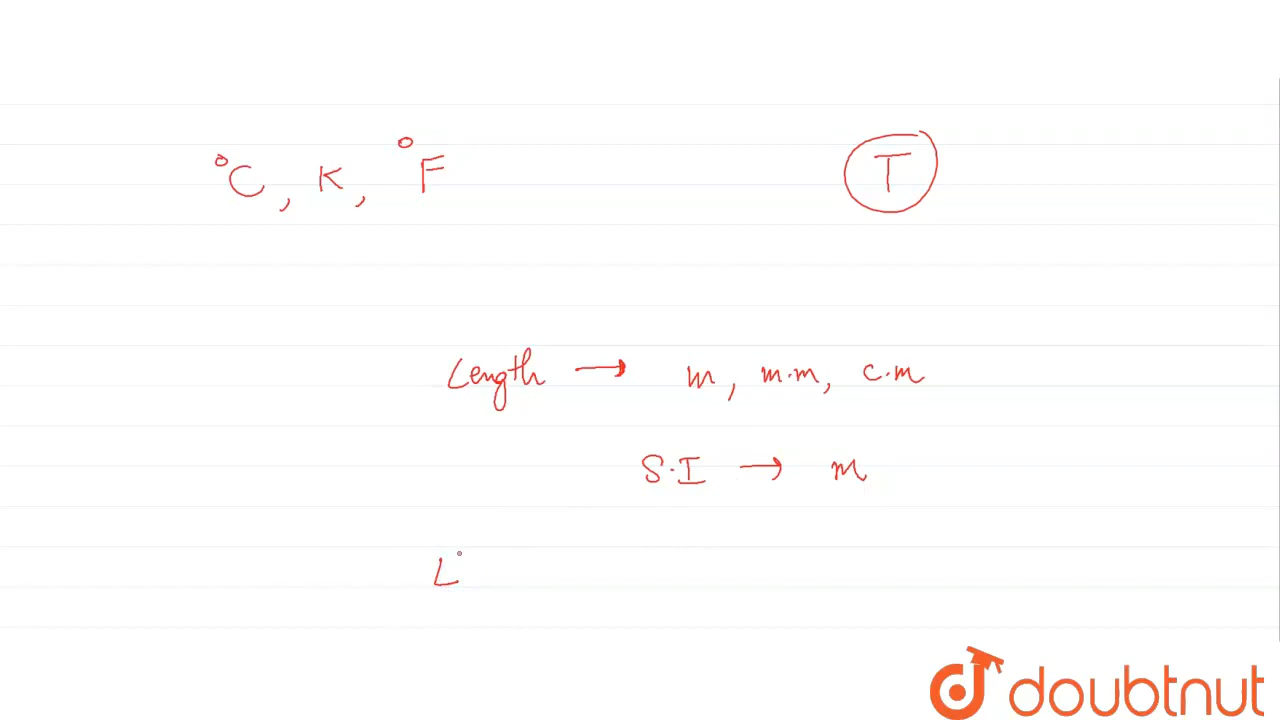 °C, K, °F T
Length → m, m.m, c.m
S.I → m
L
doubtnut